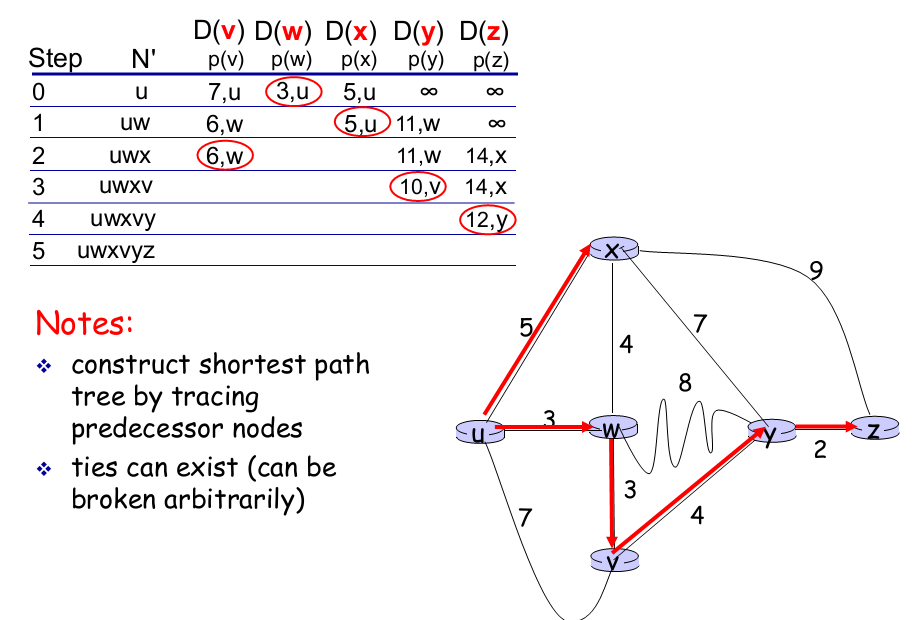 D(v) D(w) D(x) D(y) D(z)
Step N' p(v) p(w) p(x) p(y) p(z)
0 u 7,u 3,u 5,u ∞ ∞
1 uw 6,w 5,u 11,w ∞
2 uwx 6,w 11,w 14,x
3 uwxv 10,v 14,x
4 uwxvy 12,y
5 uwxvyz
x
9
5
7
4
8
3
u
w
y
z
2
3
7
4
v
Notes:
❖ construct shortest path
tree by tracing
predecessor nodes
❖ ties can exist (can be
broken arbitrarily)